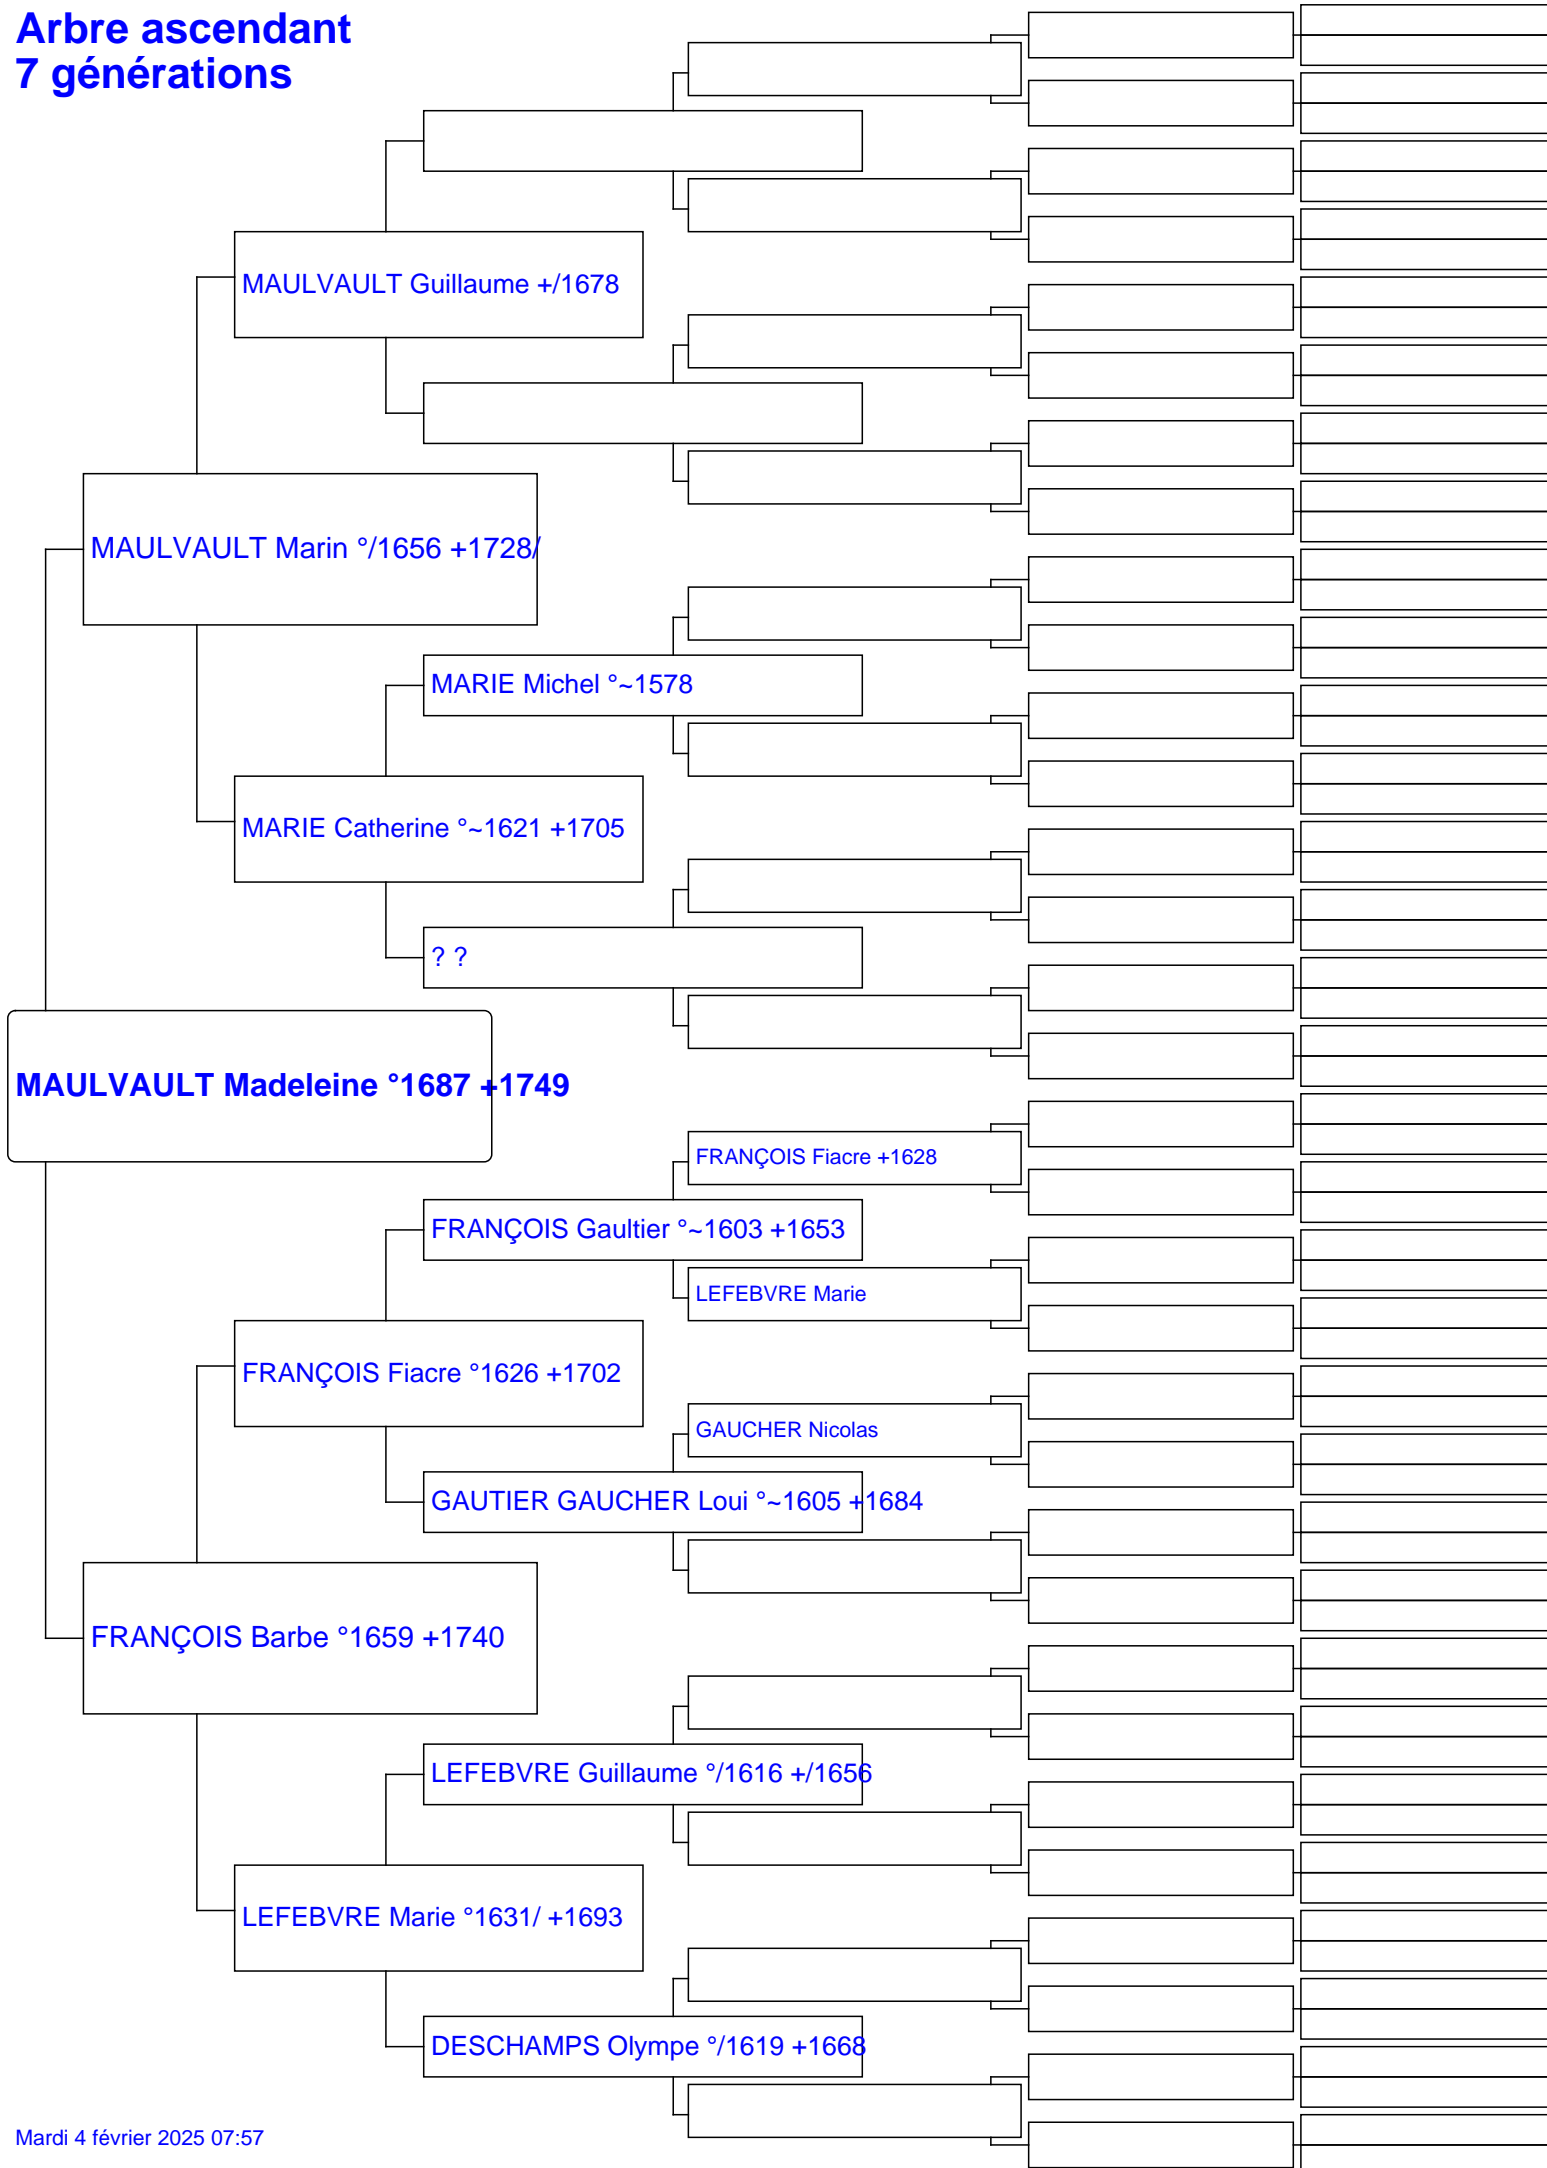 Arbre ascendant
7 générations
MAULVAULT Guillaume +/1678
MAULVAULT Marin °/1656 +1728/
MARIE Michel °~1578
MARIE Catherine °~1621 +1705
? ?
MAULVAULT Madeleine °1687 +1749
FRANÇOIS Fiacre +1628
FRANÇOIS Gaultier °~1603 +1653
LEFEBVRE Marie
FRANÇOIS Fiacre °1626 +1702
GAUCHER Nicolas
GAUTIER GAUCHER Loui °~1605 +1684
FRANÇOIS Barbe °1659 +1740
LEFEBVRE Guillaume °/1616 +/1656
LEFEBVRE Marie °1631/ +1693
DESCHAMPS Olympe °/1619 +1668
Mardi 4 février 2025 07:57